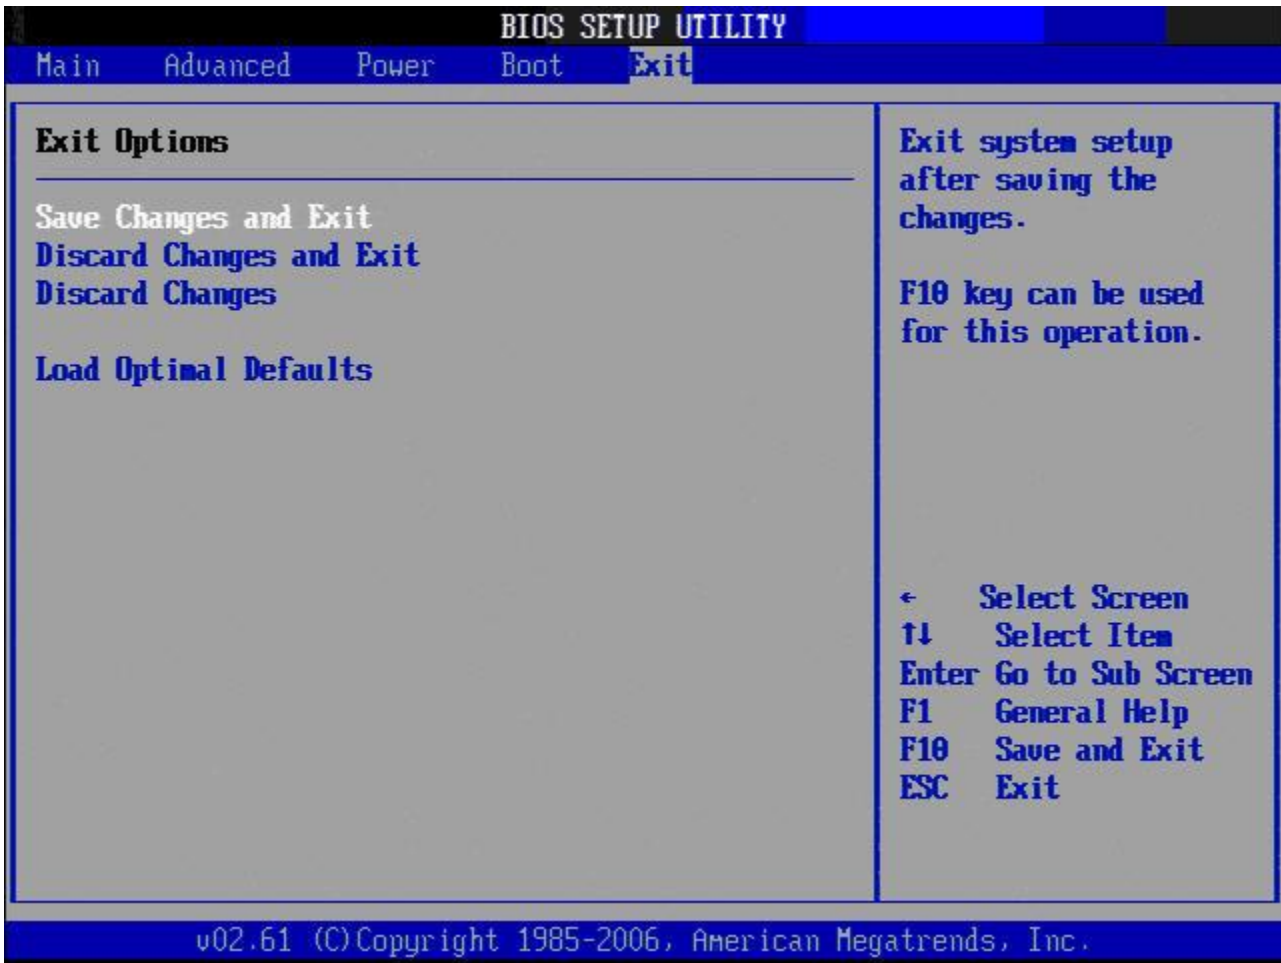 BIOS SETUP UTILITY
Main Advanced Power Boot Exit
Exit Options
Save Changes and Exit
Discard Changes and Exit
Discard Changes
Load Optimal Defaults
Exit system setup
after saving the
changes.
F10 key can be used
for this operation.
← Select Screen
↑↓ Select Item
Enter Go to Sub Screen
F1 General Help
F10 Save and Exit
ESC Exit
v02.61 (C)Copyright 1985-2006, American Megatrends, Inc.